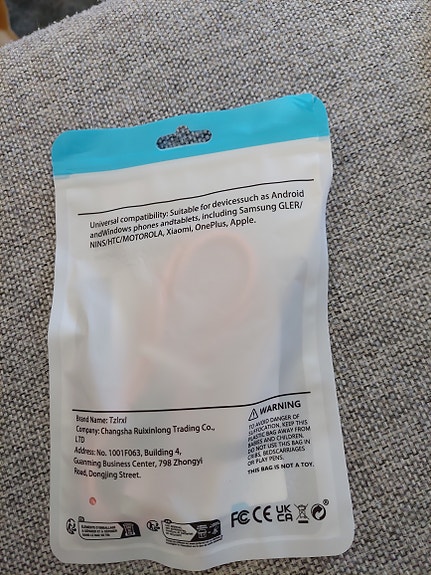 Universal compatibility: Suitable for devicessuch as Android
andWindows phones andtablets, including Samsung GLER/
NINS/HTC/MOTOROLA, Xiaomi, OnePlus, Apple.
Brand Name: Tzlrxl
Company: Changsha Ruixinlong Trading Co.,
LTD
Address: No. 1001F063, Building 4,
Guanming Business Center, 798 Zhongyi
Road, Dongjing Street.
WARNING
TO AVOID DANGER OF
SUFFOCATION, KEEP THIS
PLASTIC BAG AWAY FROM
BABIES AND CHILDREN.
DO NOT USE THIS BAG IN
CRIBS, BEDSCARRIAGES
OR PLAY PENS.
THIS BAG IS NOT A TOY.
FC CE UK
CA